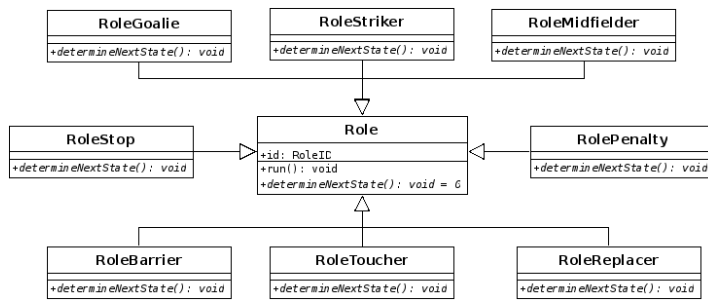 RoleGoalie
+determineNextState(): void
RoleStriker
+determineNextState(): void
RoleMidfielder
+determineNextState(): void
RoleStop
+determineNextState(): void
Role
+id: RoleID
+run(): void
+determineNextState(): void = 0
RolePenalty
+determineNextState(): void
RoleBarrier
+determineNextState(): void
RoleToucher
+determineNextState(): void
RoleReplacer
+determineNextState(): void